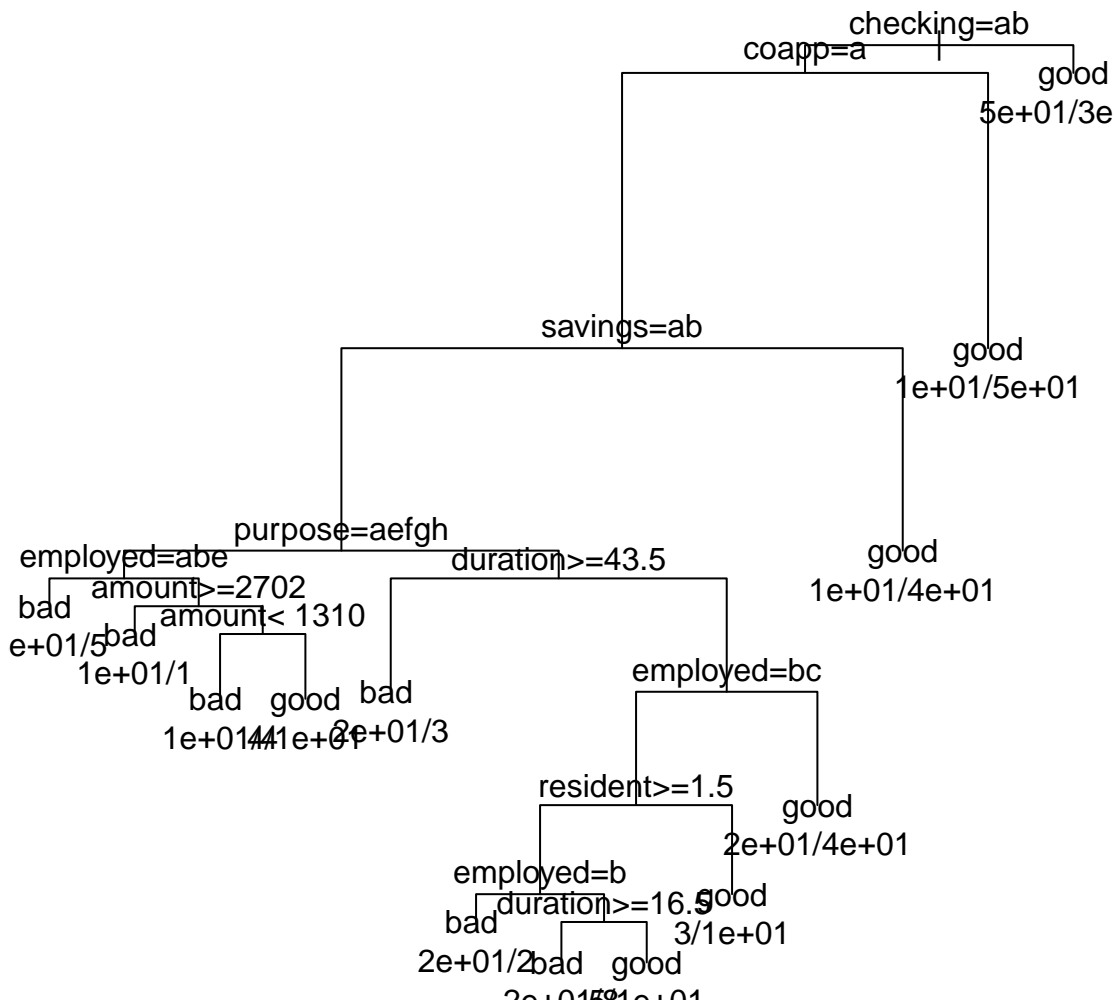 checking=ab
coapp=a
good
5e+01/3e
savings=ab
good
1e+01/5e+01
purpose=aefgh
employed=abe
duration>=43.5
good
1e+01/4e+01
amount>=2702
bad
e+01/5
amount< 1310
bad
1e+01/1
employed=bc
bad
good
bad
2e+01/3
resident>=1.5
good
2e+01/4e+01
employed=b
duration>=16.5
good
3/1e+01
bad
2e+01/2
bad
good